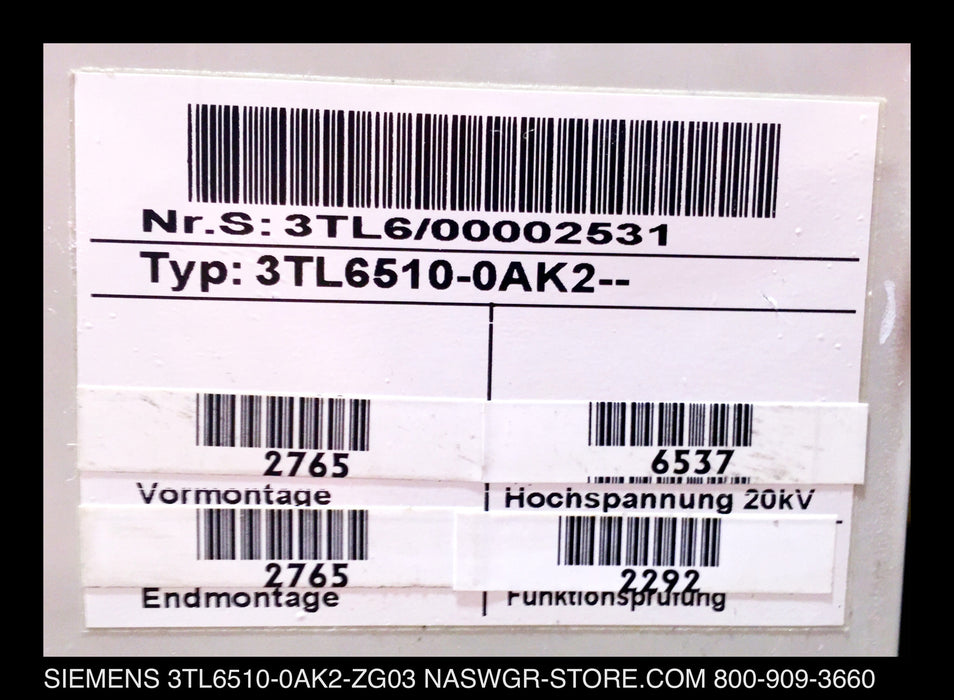 Nr.S: 3TL6/00002531
Typ: 3TL6510-0AK2--
2765
6537
Vormontage
Hochspannung 20kV
2765
2292
Endmontage
Funktionsprüfung
SIEMENS 3TL6510-0AK2-ZG03 NASWGR-STORE.COM 800-909-3660